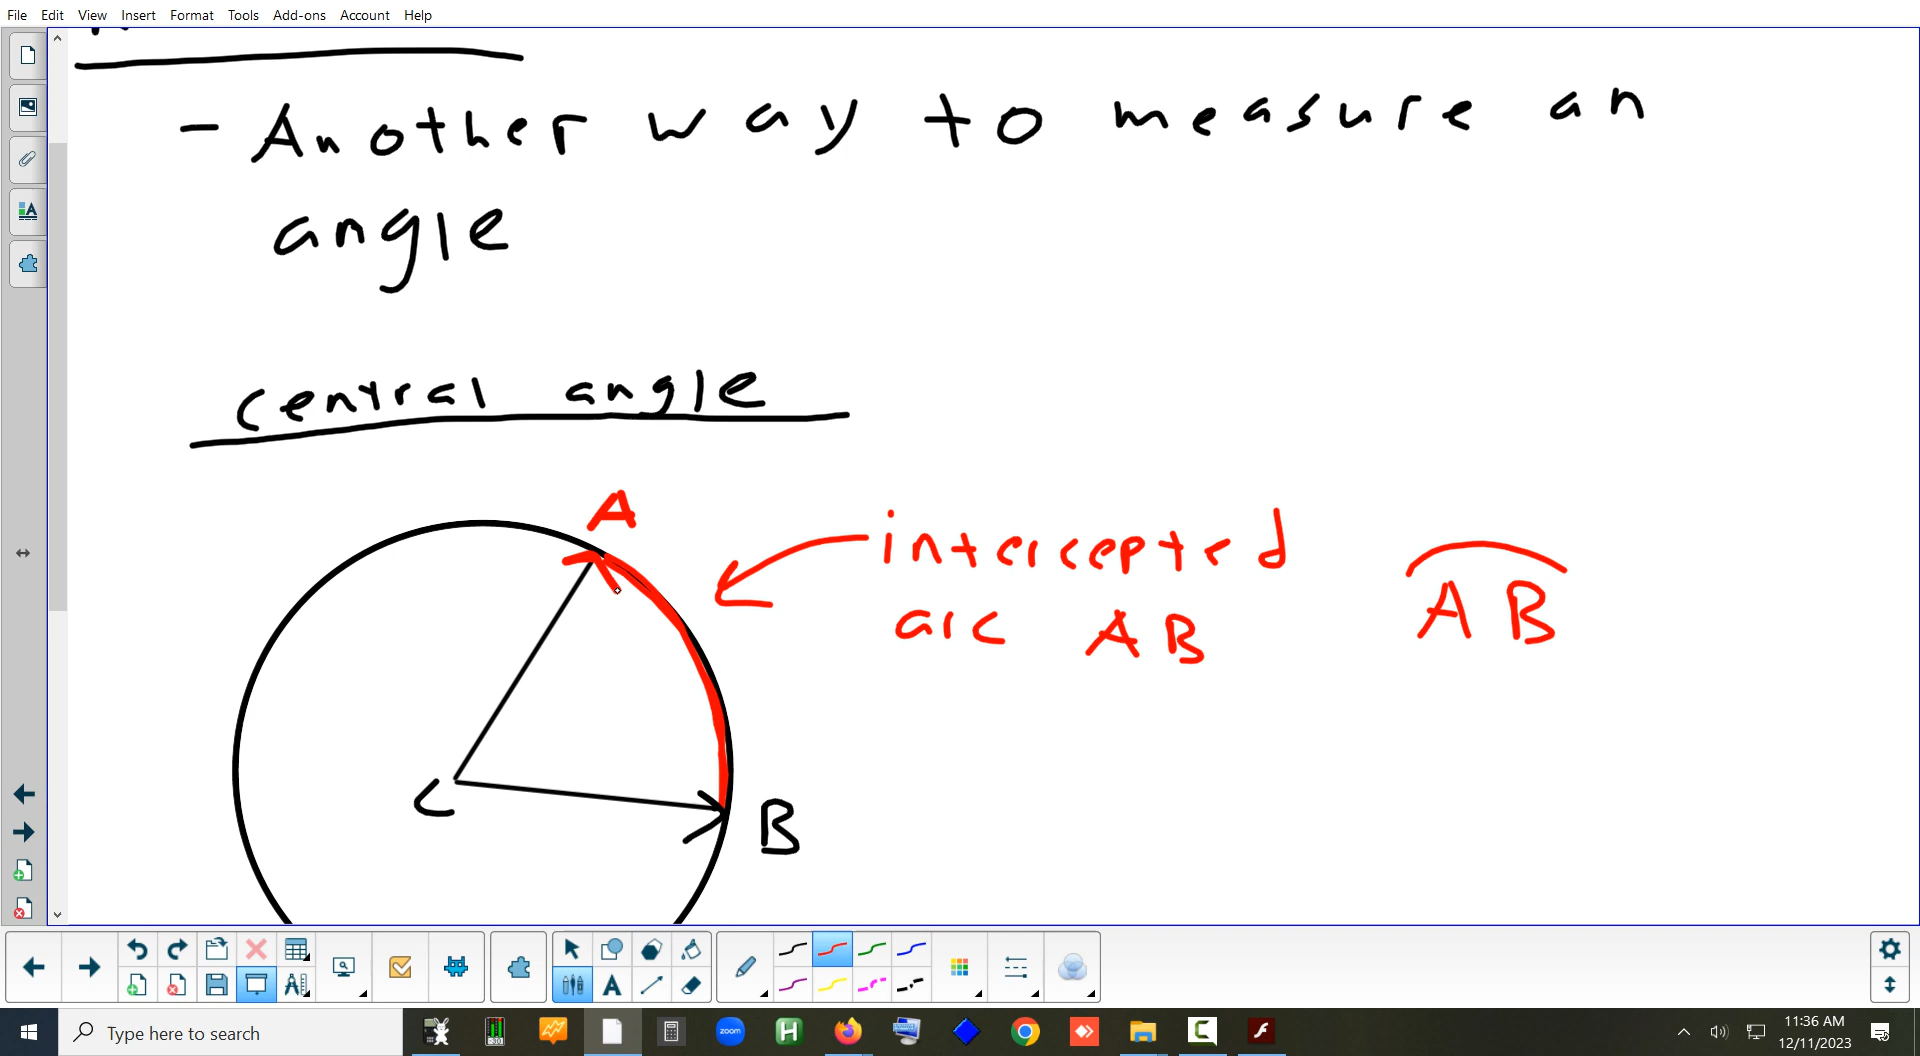 File Edit View Insert Format Tools Add-ons Account Help
- Another way to measure an
angle
central angle
A
intercepted
arc AB
AB
C
B
Type here to search
zoom
H
11:36 AM
12/11/2023